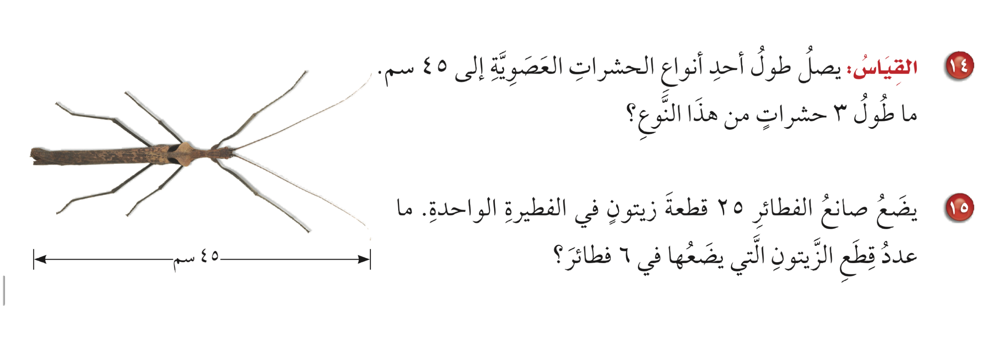 ١٤ القِيَاسُ: يصلُ طولُ أحدِ أنواعِ الحشراتِ العَصَوِيَّةِ إلى ٤٥ سم.
ما طُولُ ٣ حشراتٍ من هذَا النَّوعِ؟
١٥ يضَعُ صانعُ الفطائرِ ٢٥ قطعةَ زيتونٍ في الفطيرةِ الواحدةِ. ما
عددُ قِطَعِ الزَّيتونِ الَّتي يضَعُها في ٦ فطائرَ؟
٤٥ سم